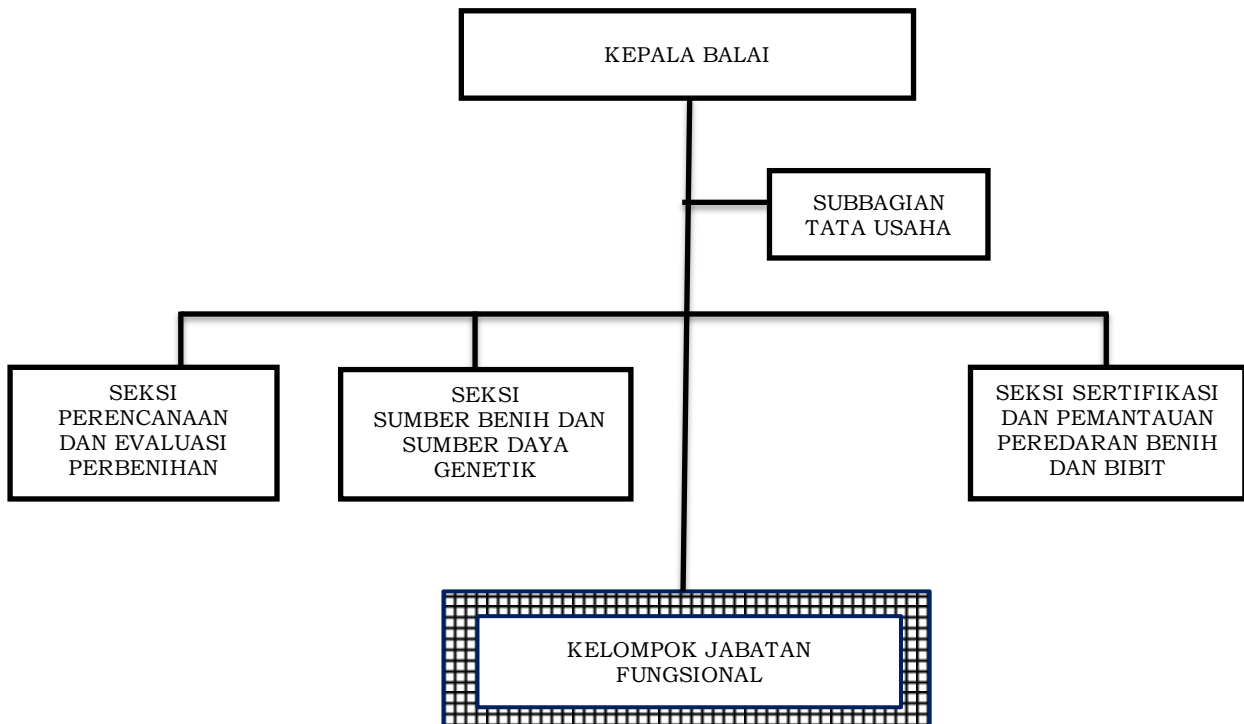 KEPALA BALAI
SUBBAGIAN
TATA USAHA
SEKSI
PERENCANAAN
DAN EVALUASI
PERBENIHAN
SEKSI
SUMBER BENIH DAN
SUMBER DAYA
GENETIK
SEKSI SERTIFIKASI
DAN PEMANTAUAN
PEREDARAN BENIH
DAN BIBIT
KELOMPOK JABATAN
FUNGSIONAL